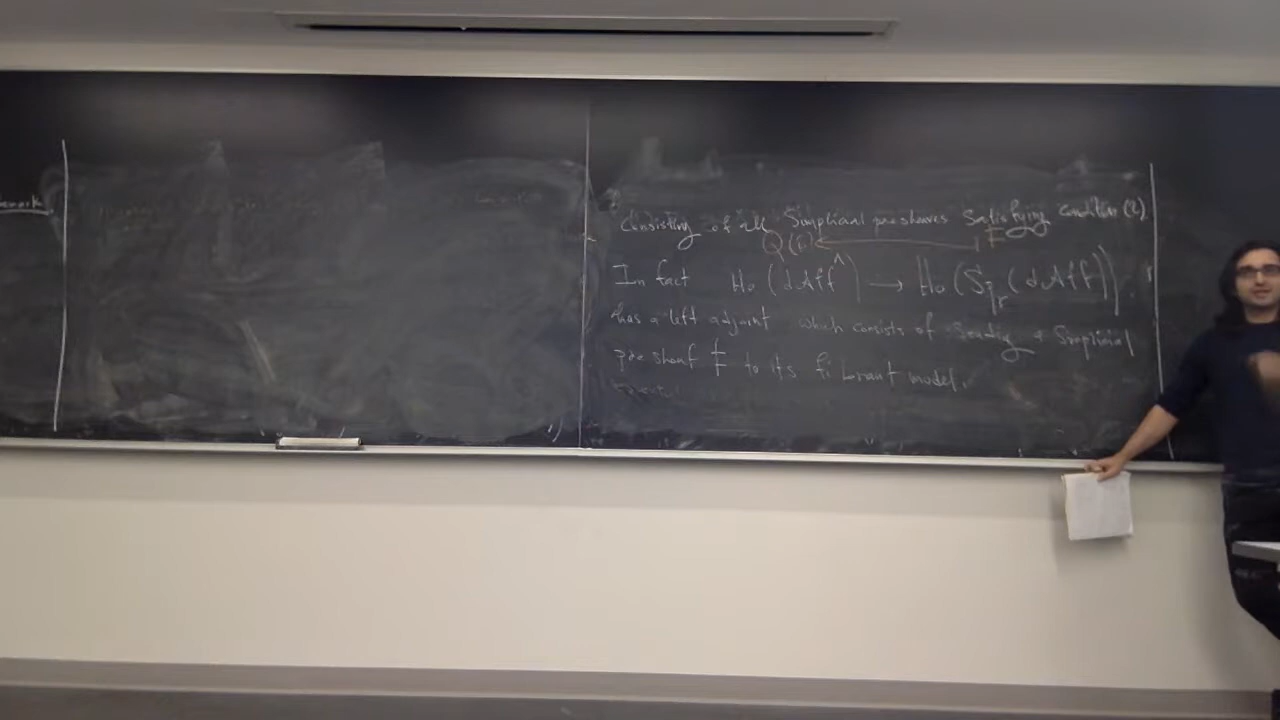 Consisting of all Simplicial presheaves Satisfying condition (2)
Q(F) ← F
In fact Ho(dAff^) → Ho(S_qr(dAff))
has a left adjoint which consists of Sending a Simplicial
presheaf F to its fibrant model.